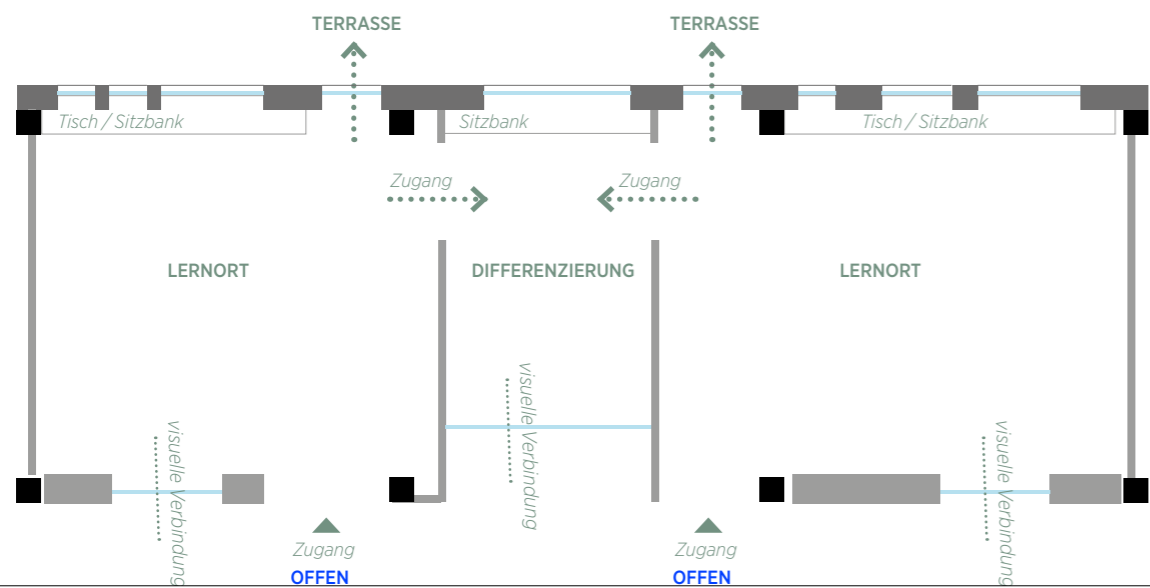 TERRASSE
TERRASSE
Tisch / Sitzbank
Sitzbank
Tisch / Sitzbank
Zugang
Zugang
LERNORT
DIFFERENZIERUNG
LERNORT
visuelle Verbindung
visuelle Verbindung
visuelle Verbindung
Zugang
Zugang
OFFEN
OFFEN